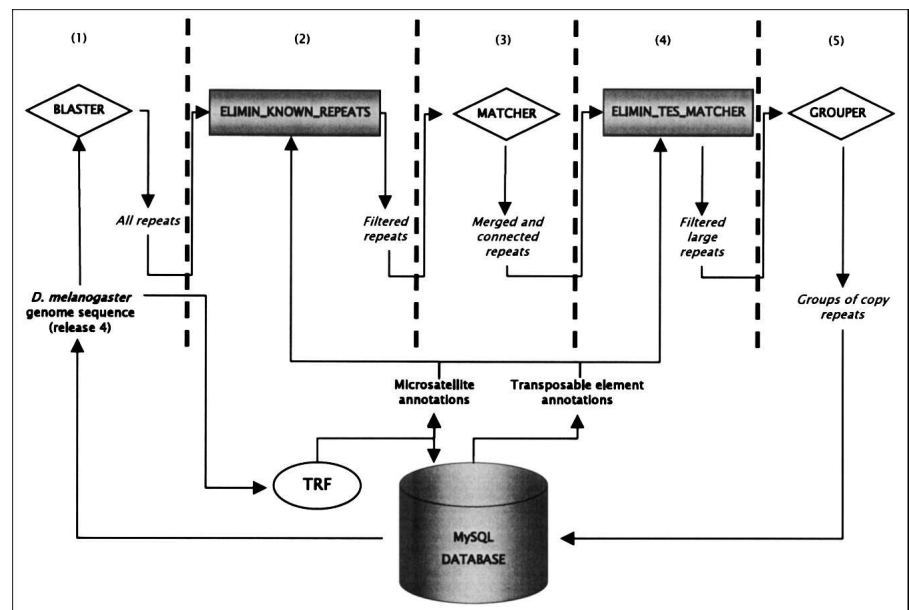 (1)
(2)
(3)
(4)
(5)
BLASTER
ELIMIN_KNOWN_REPEATS
MATCHER
ELIMIN_TES_MATCHER
GROUPER
All repeats
Filtered
repeats
Merged and
connected
repeats
Filtered
large
repeats
Groups of copy
repeats
D. melanogaster
genome sequence
(release 4)
Microsatellite
annotations
Transposable element
annotations
TRF
MySQL
DATABASE